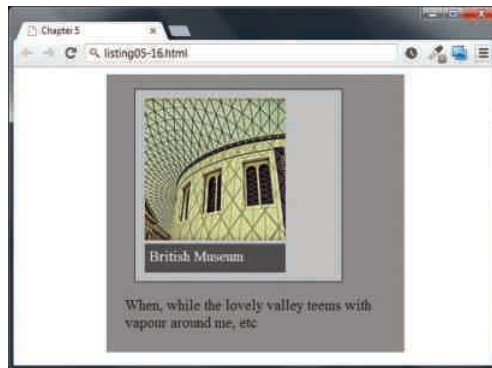 Chapter 5
listing05-16.html
British Museum
When, while the lovely valley teems with
vapour around me, etc